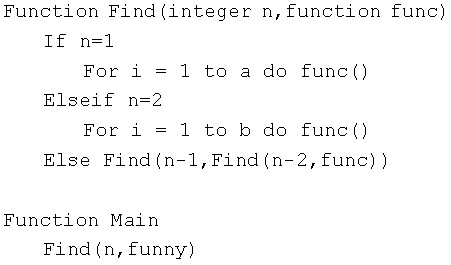 Function Find(integer n,function func)
If n=1
For i = 1 to a do func()
Elseif n=2
For i = 1 to b do func()
Else Find(n-1,Find(n-2,func))
Function Main
Find(n,funny)